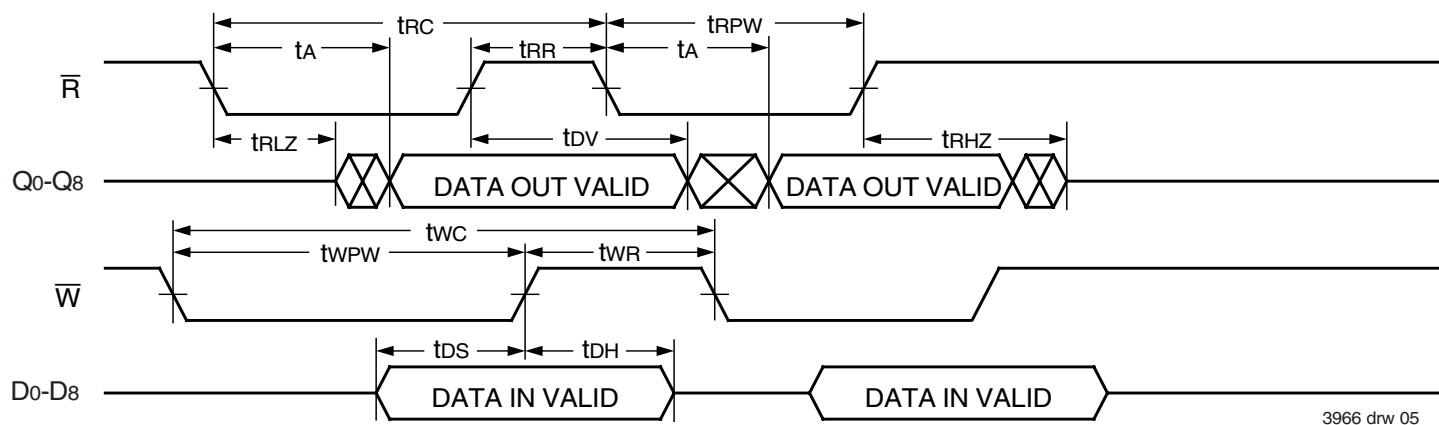 tRC
tRPW
tA
tRR
tA
R
tRLZ
tDV
tRHZ
Q0-Q8
DATA OUT VALID
DATA OUT VALID
tWC
tWPW
tWR
W
tDS
tDH
D0-D8
DATA IN VALID
DATA IN VALID
3966 drw 05